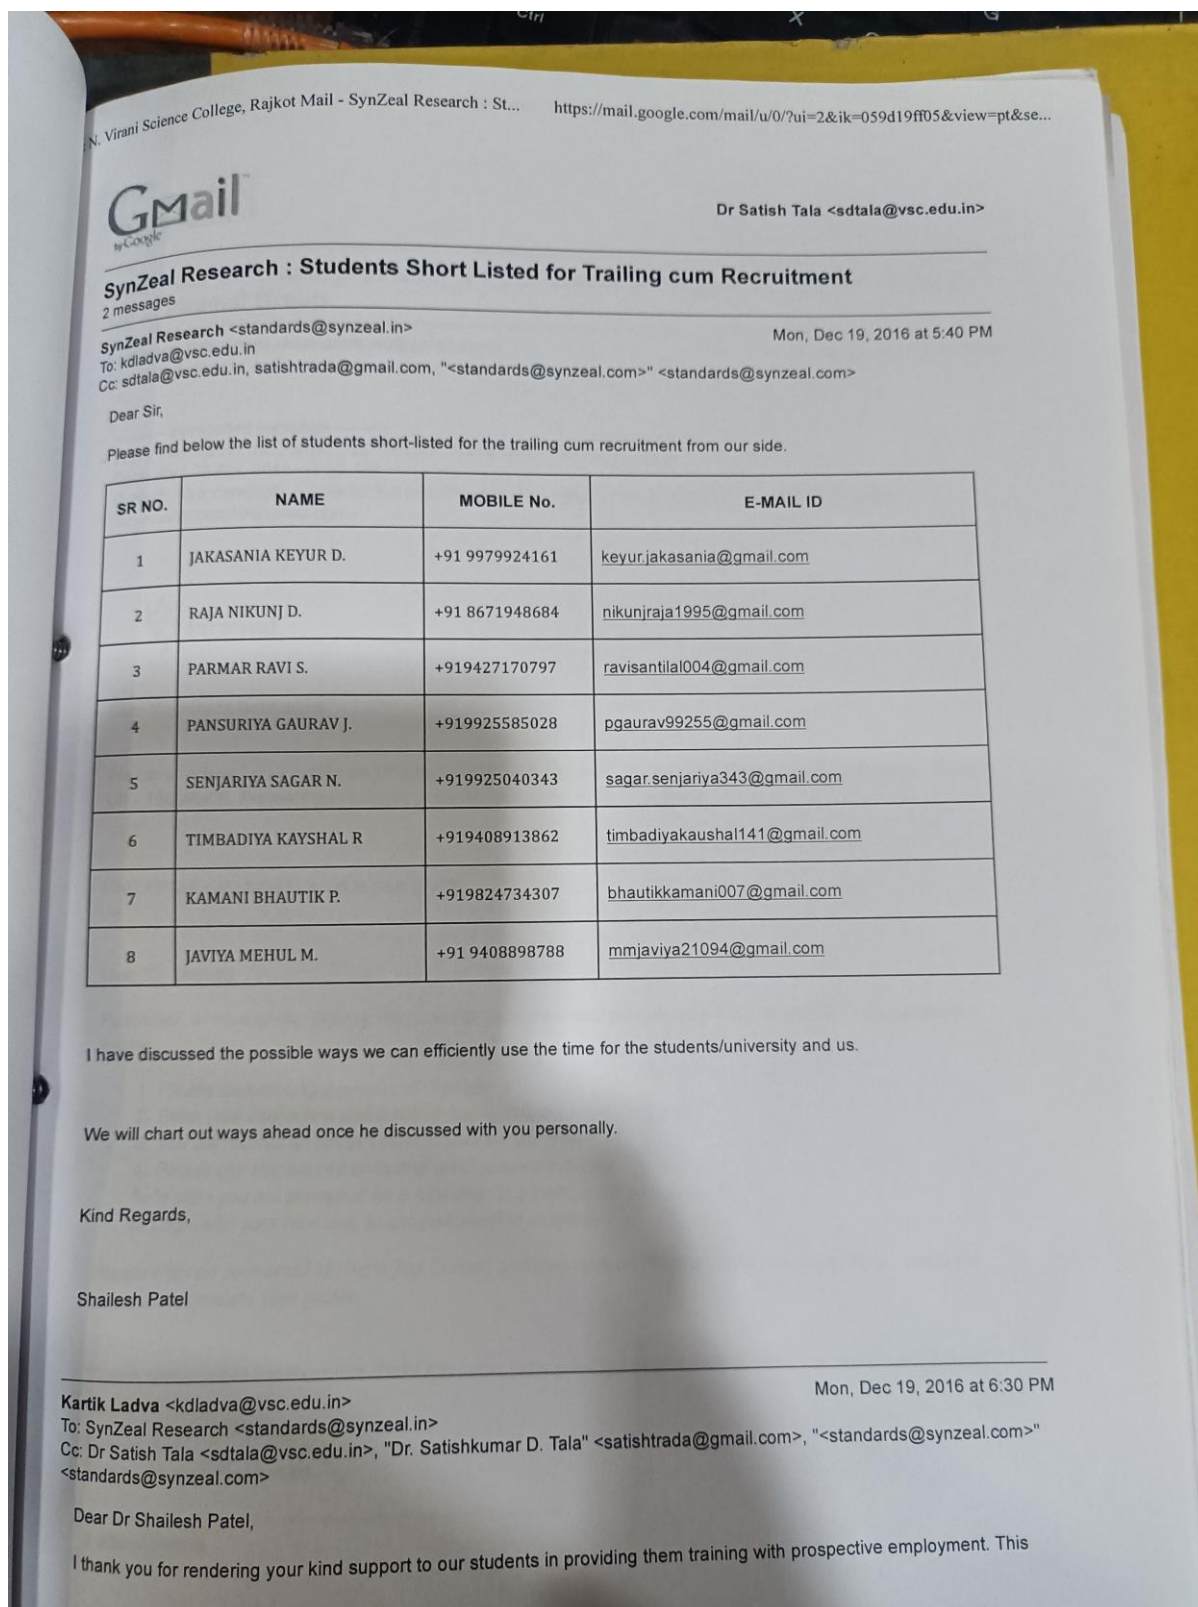 Ctrl X G
N. Virani Science College, Rajkot Mail - SynZeal Research : St... https://mail.google.com/mail/u/0/?ui=2&ik=059d19ff05&view=pt&se...
Gmail
by Google
Dr Satish Tala <sdtala@vsc.edu.in>
SynZeal Research : Students Short Listed for Trailing cum Recruitment
2 messages
SynZeal Research <standards@synzeal.in> Mon, Dec 19, 2016 at 5:40 PM
To: kdladva@vsc.edu.in
Cc: sdtala@vsc.edu.in, satishtrada@gmail.com, "<standards@synzeal.com>" <standards@synzeal.com>
Dear Sir,
Please find below the list of students short-listed for the trailing cum recruitment from our side.
SR NO. NAME MOBILE No. E-MAIL ID
1 JAKASANIA KEYUR D. +91 9979924161 keyur.jakasania@gmail.com
2 RAJA NIKUNJ D. +91 8671948684 nikunjraja1995@gmail.com
3 PARMAR RAVI S. +919427170797 ravisantilal004@gmail.com
4 PANSURIYA GAURAV J. +919925585028 pgaurav99255@gmail.com
5 SENJARIYA SAGAR N. +919925040343 sagar.senjariya343@gmail.com
6 TIMBADIYA KAYSHAL R +919408913862 timbadiyakaushal141@gmail.com
7 KAMANI BHAUTIK P. +919824734307 bhautikkamani007@gmail.com
8 JAVIYA MEHUL M. +91 9408898788 mmjaviya21094@gmail.com
I have discussed the possible ways we can efficiently use the time for the students/university and us.
We will chart out ways ahead once he discussed with you personally.
Kind Regards,
Shailesh Patel
Kartik Ladva <kdladva@vsc.edu.in> Mon, Dec 19, 2016 at 6:30 PM
To: SynZeal Research <standards@synzeal.in>
Cc: Dr Satish Tala <sdtala@vsc.edu.in>, "Dr. Satishkumar D. Tala" <satishtrada@gmail.com>, "<standards@synzeal.com>"
<standards@synzeal.com>
Dear Dr Shailesh Patel,
I thank you for rendering your kind support to our students in providing them training with prospective employment. This